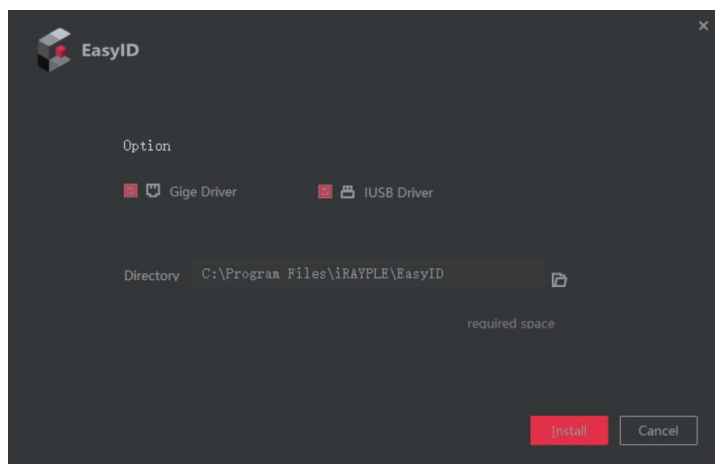 EasyID
Option
Gige Driver
IUSB Driver
Directory C:\Program Files\iRAYPLE\EasyID
required space
Install Cancel